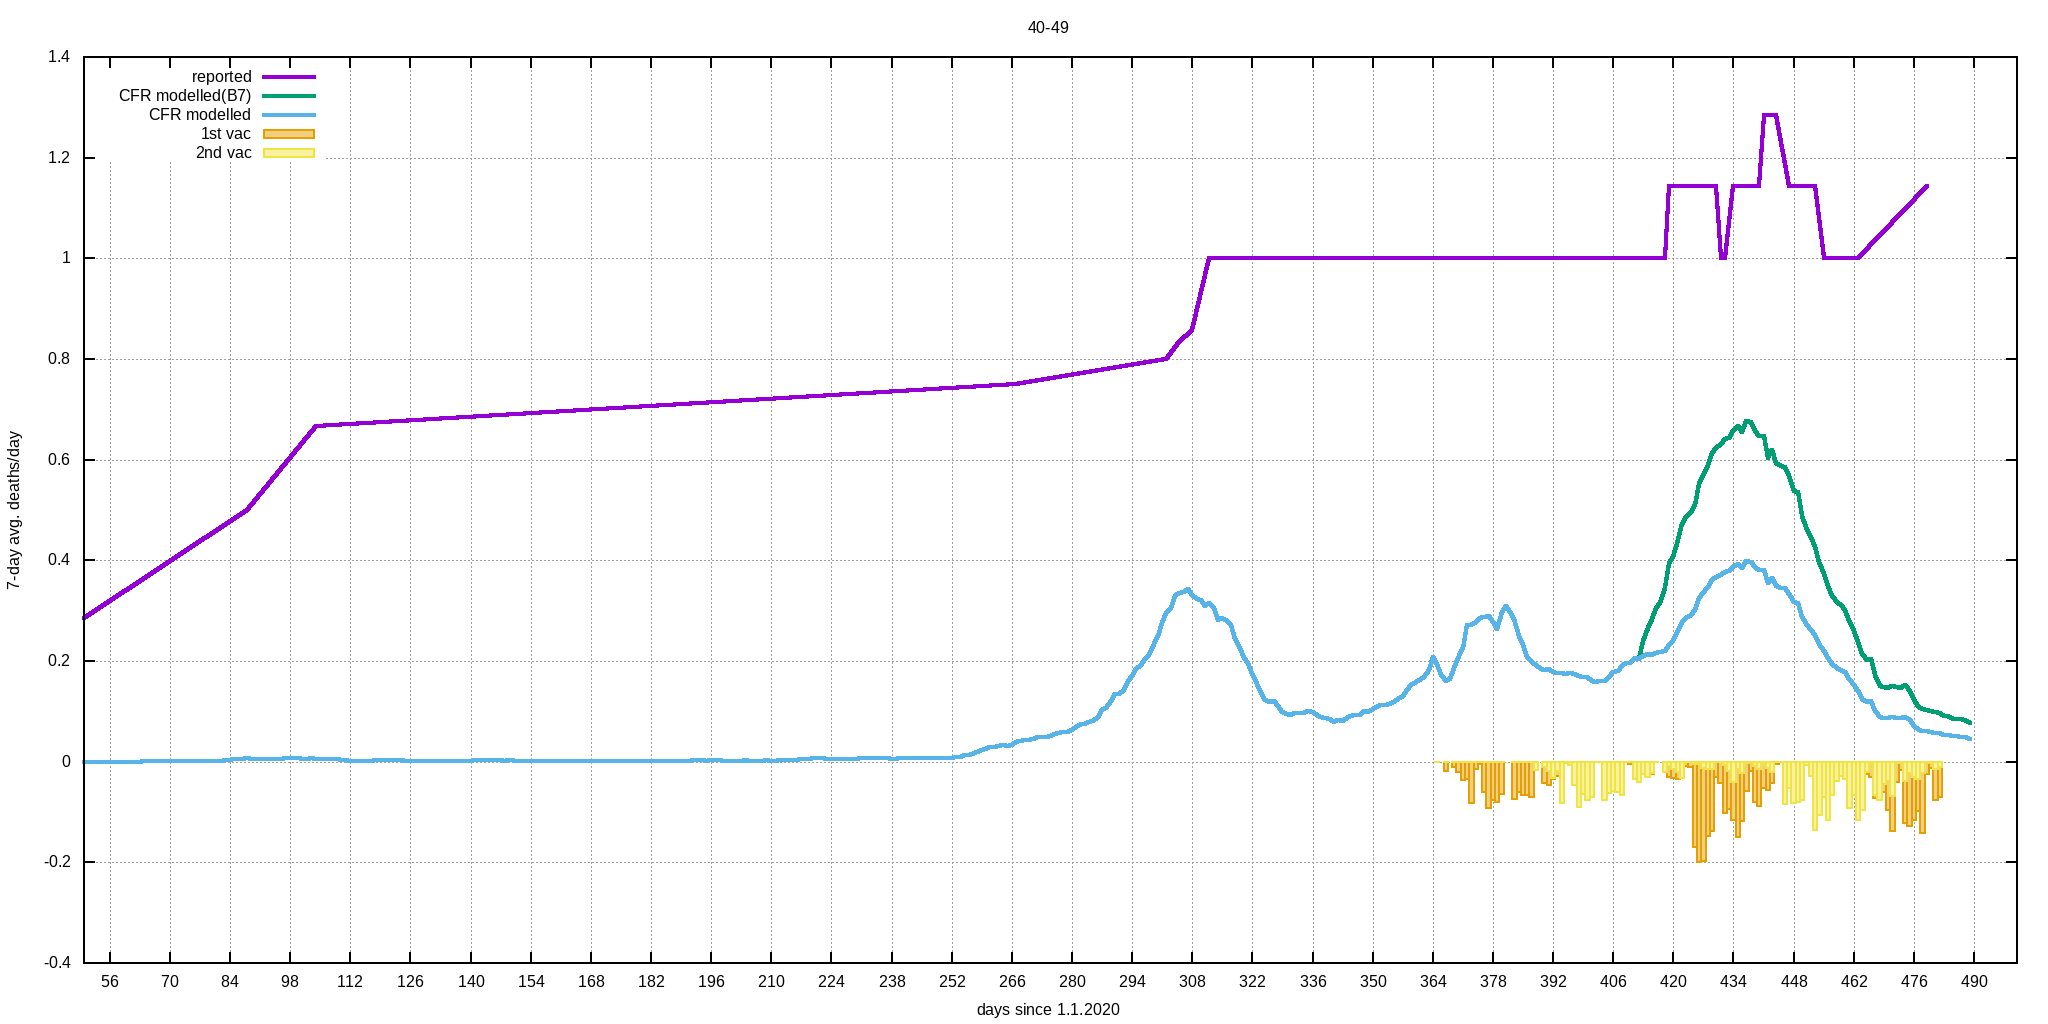 40-49
1.4
1.2
1
0.8
0.6
0.4
0.2
0
-0.2
-0.4
7-day avg. deaths/day
reported
CFR modelled(B7)
CFR modelled
1st vac
2nd vac
56 70 84 98 112 126 140 154 168 182 196 210 224 238 252 266 280 294 308 322 336 350 364 378 392 406 420 434 448 462 476 490
days since 1.1.2020